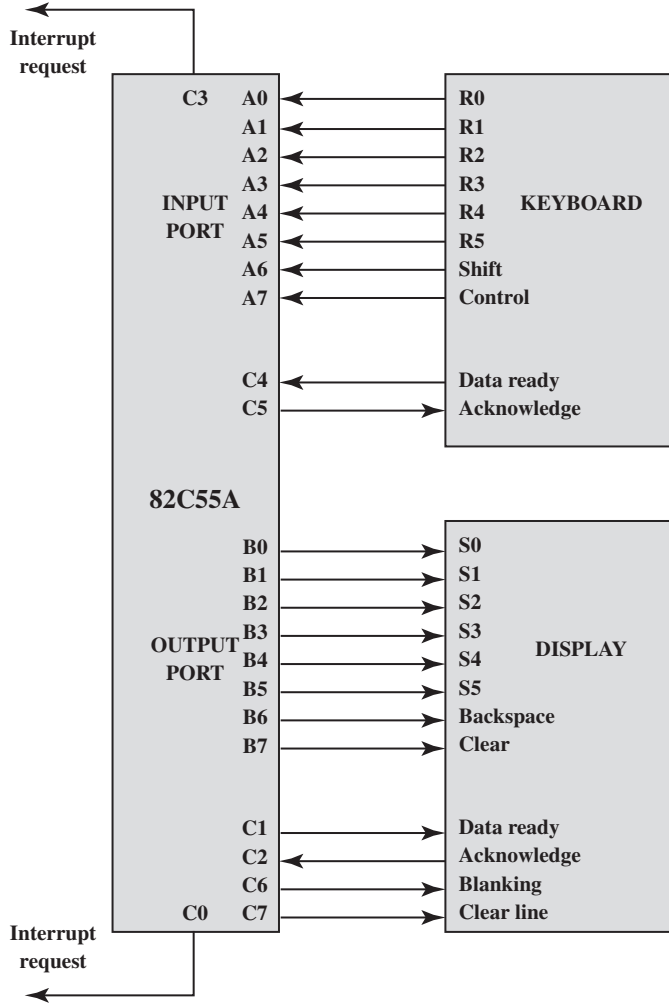 Interrupt
request
C3 A0 R0
A1 R1
A2 R2
A3 R3
INPUT
PORT
KEYBOARD
A4 R4
A5 R5
A6 Shift
A7 Control
C4 Data ready
C5 Acknowledge
82C55A
B0 S0
B1 S1
B2 S2
B3 S3
OUTPUT
PORT
DISPLAY
B4 S4
B5 S5
B6 Backspace
B7 Clear
C1 Data ready
C2 Acknowledge
C6 Blanking
C0 C7 Clear line
Interrupt
request